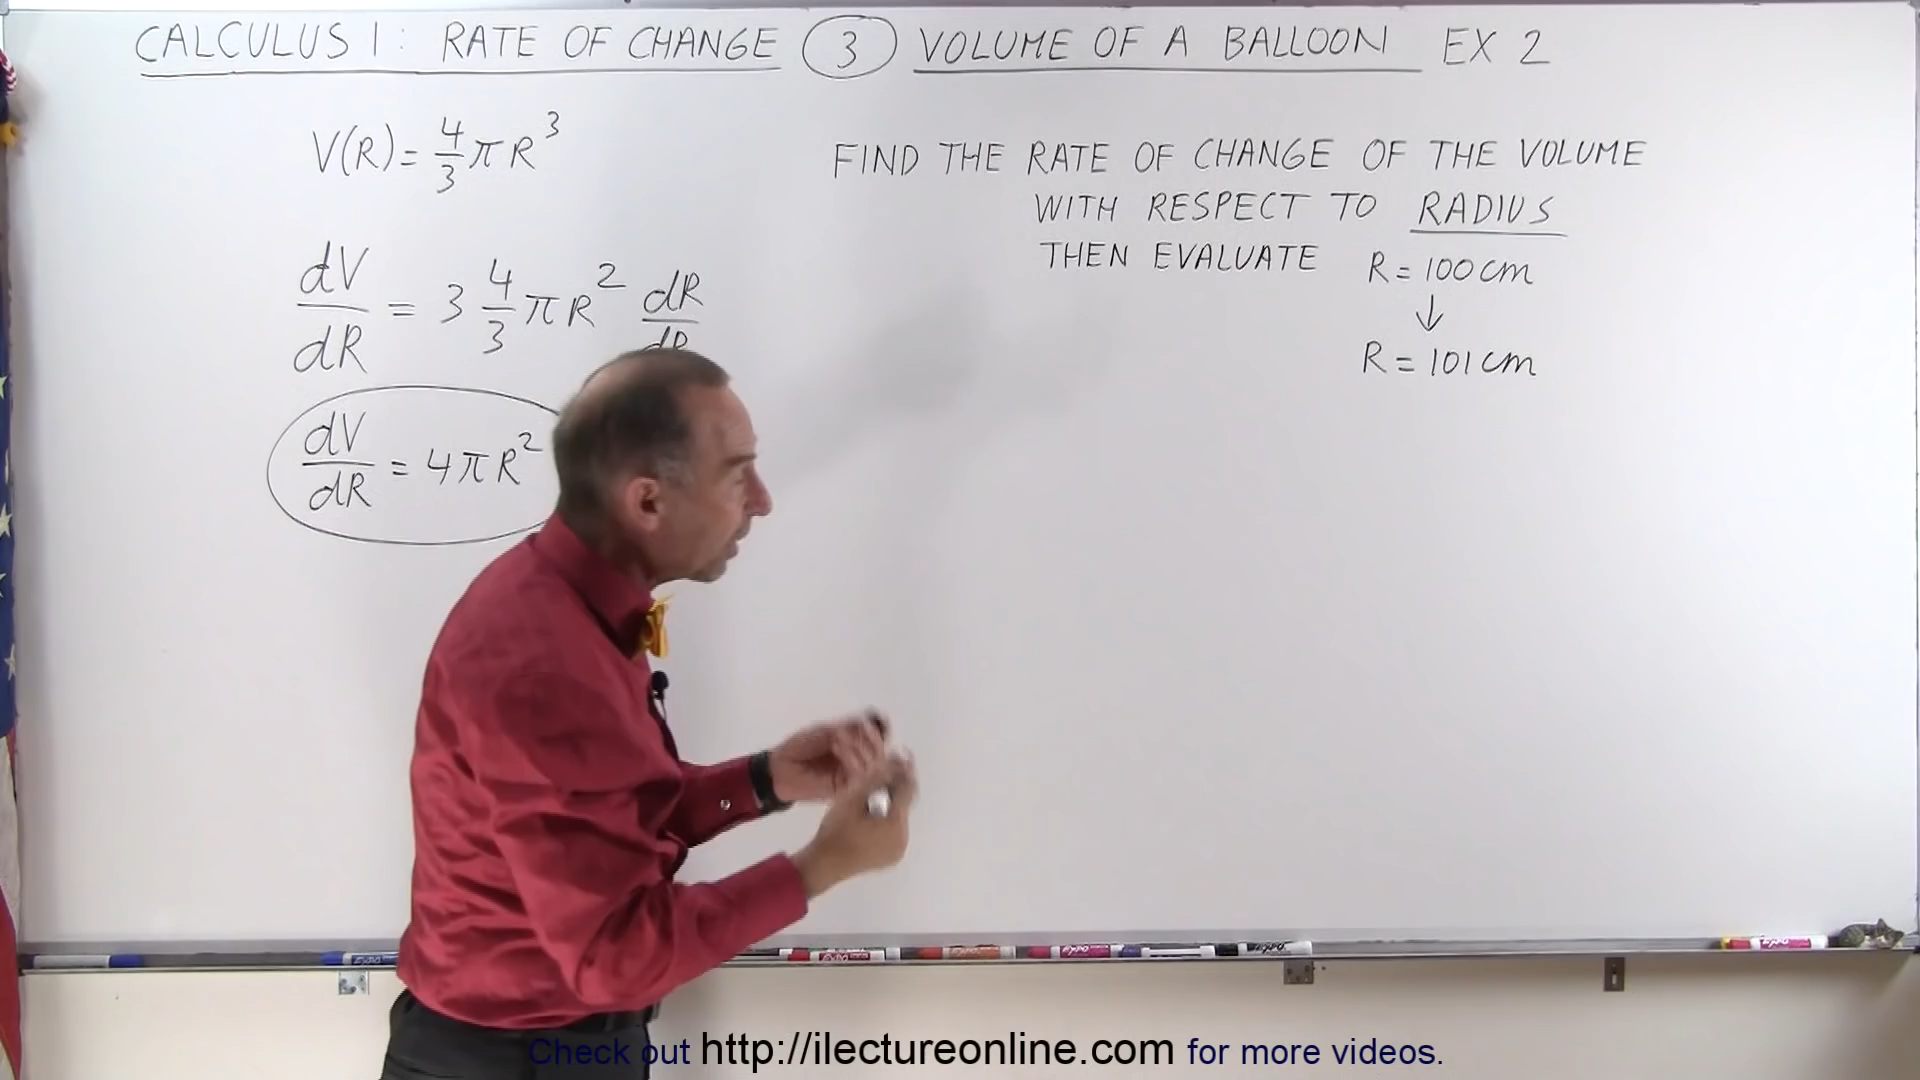 CALCULUS 1: RATE OF CHANGE 3 VOLUME OF A BALLOON EX 2
V(R) = 4/3 π R^3
dV/dR = 3 4/3 π R^2 dR/dR
dV/dR = 4 π R^2
FIND THE RATE OF CHANGE OF THE VOLUME
WITH RESPECT TO RADIUS
THEN EVALUATE R = 100 cm
↓
R = 101 cm
Check out http://ilectureonline.com for more videos.